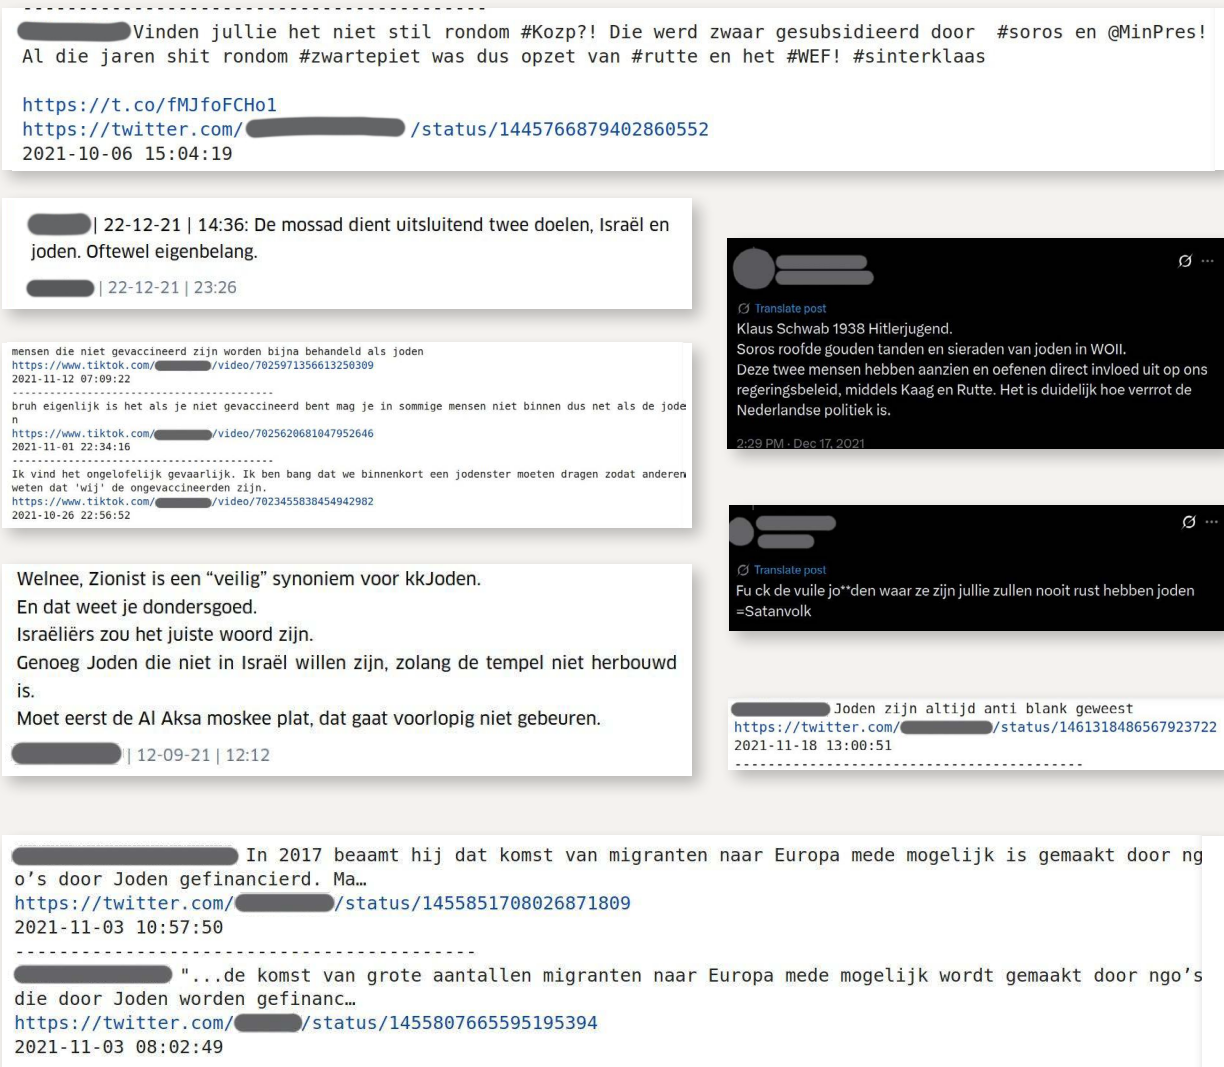 Vinden jullie het niet stil rondom #Kozp?! Die werd zwaar gesubsidieerd door #soros en @MinPres!
Al die jaren shit rondom #zwartepiet was dus opzet van #rutte en het #WEF! #sinterklaas
https://t.co/fMJfoFCHo1
https://twitter.com/ /status/1445766879402860552
2021-10-06 15:04:19
| 22-12-21 | 14:36: De mossad dient uitsluitend twee doelen, Israël en
joden. Oftewel eigenbelang.
| 22-12-21 | 23:26
mensen die niet gevaccineerd zijn worden bijna behandeld als joden
https://www.tiktok.com/ /video/7025971356613250309
2021-11-12 07:09:22
----------------------------------------
bruh eigenlijk is het als je niet gevaccineerd bent mag je in sommige mensen niet binnen dus net als de jode
n
https://www.tiktok.com/ /video/7025620681047952646
2021-11-01 22:34:16
----------------------------------------
Ik vind het ongelofelijk gevaarlijk. Ik ben bang dat we binnenkort een jodenster moeten dragen zodat anderen
weten dat 'wij' de ongevaccineerden zijn.
https://www.tiktok.com/ /video/7023455838454942982
2021-10-26 22:56:52
Welnee, Zionist is een “veilig” synoniem voor kkJoden.
En dat weet je dondersgoed.
Israëliërs zou het juiste woord zijn.
Genoeg Joden die niet in Israël willen zijn, zolang de tempel niet herbouwd
is.
Moet eerst de Al Aksa moskee plat, dat gaat voorlopig niet gebeuren.
| 12-09-21 | 12:12
Translate post
Klaus Schwab 1938 Hitlerjugend.
Soros roofde gouden tanden en sieraden van joden in WOII.
Deze twee mensen hebben aanzien en oefenen direct invloed uit op ons
regeringsbeleid, middels Kaag en Rutte. Het is duidelijk hoe verrrot de
Nederlandse politiek is.
2:29 PM · Dec 17, 2021
Translate post
Fu ck de vuile jo**den waar ze zijn jullie zullen nooit rust hebben joden
=Satanvolk
Joden zijn altijd anti blank geweest
https://twitter.com/ /status/1461318486567923722
2021-11-18 13:00:51
----------------------------------------
In 2017 beaamt hij dat komst van migranten naar Europa mede mogelijk is gemaakt door ng
o’s door Joden gefinancierd. Ma…
https://twitter.com/ /status/1455851708026871809
2021-11-03 10:57:50
----------------------------------------
"...de komst van grote aantallen migranten naar Europa mede mogelijk wordt gemaakt door ngo’s
die door Joden worden gefinanc…
https://twitter.com/ /status/1455807665595195394
2021-11-03 08:02:49